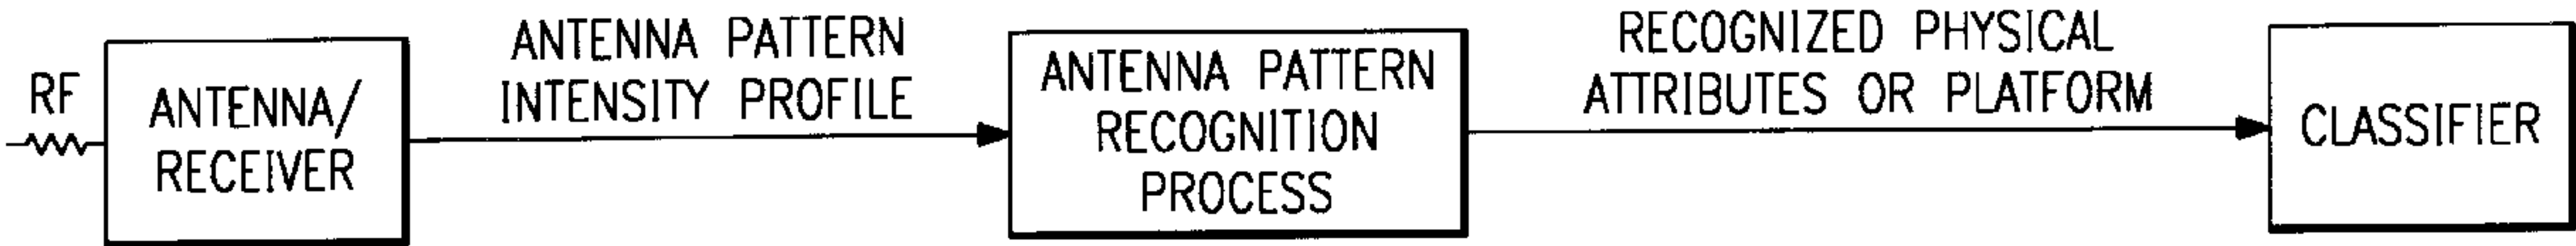 RF
ANTENNA/
RECEIVER
ANTENNA PATTERN
INTENSITY PROFILE
ANTENNA PATTERN
RECOGNITION
PROCESS
RECOGNIZED PHYSICAL
ATTRIBUTES OR PLATFORM
CLASSIFIER